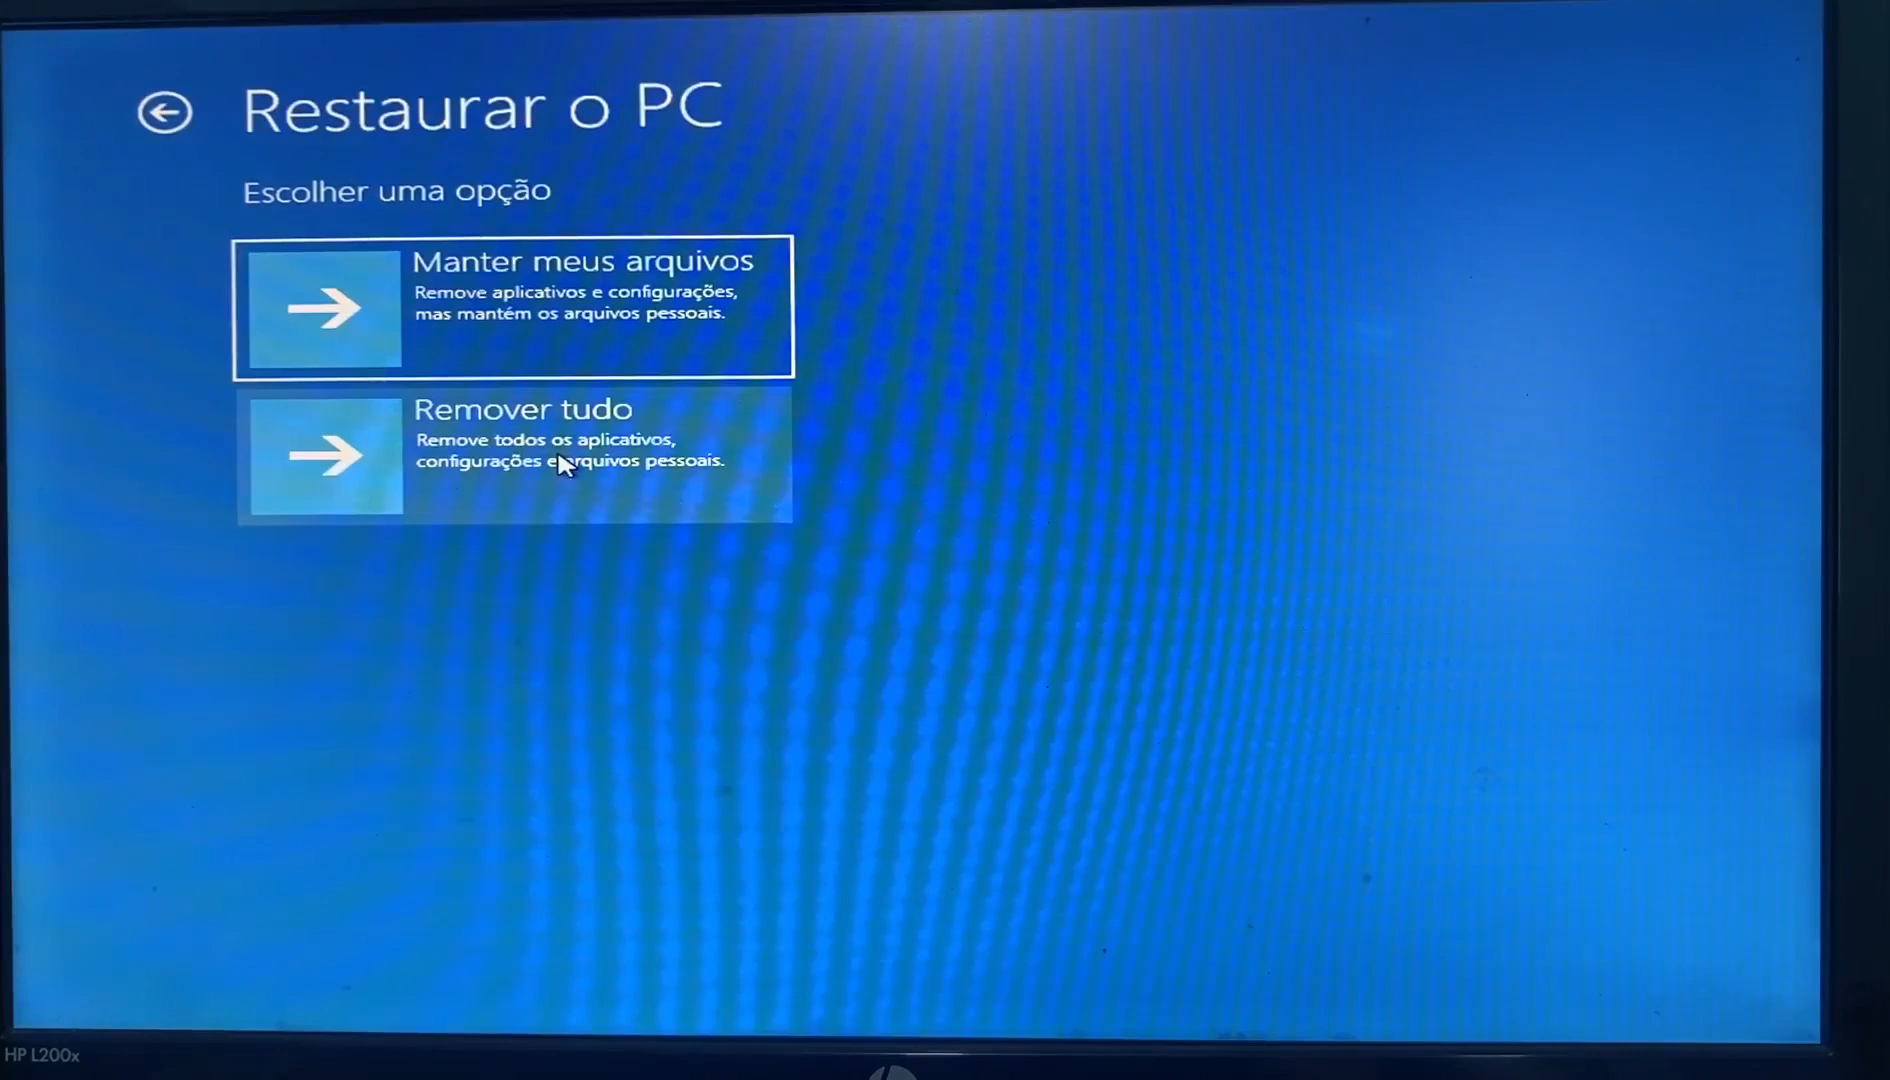 Restaurar o PC
Escolher uma opção
Manter meus arquivos
Remove aplicativos e configurações,
mas mantém os arquivos pessoais.
Remover tudo
Remove todos os aplicativos,
configurações e arquivos pessoais.
HP L200x